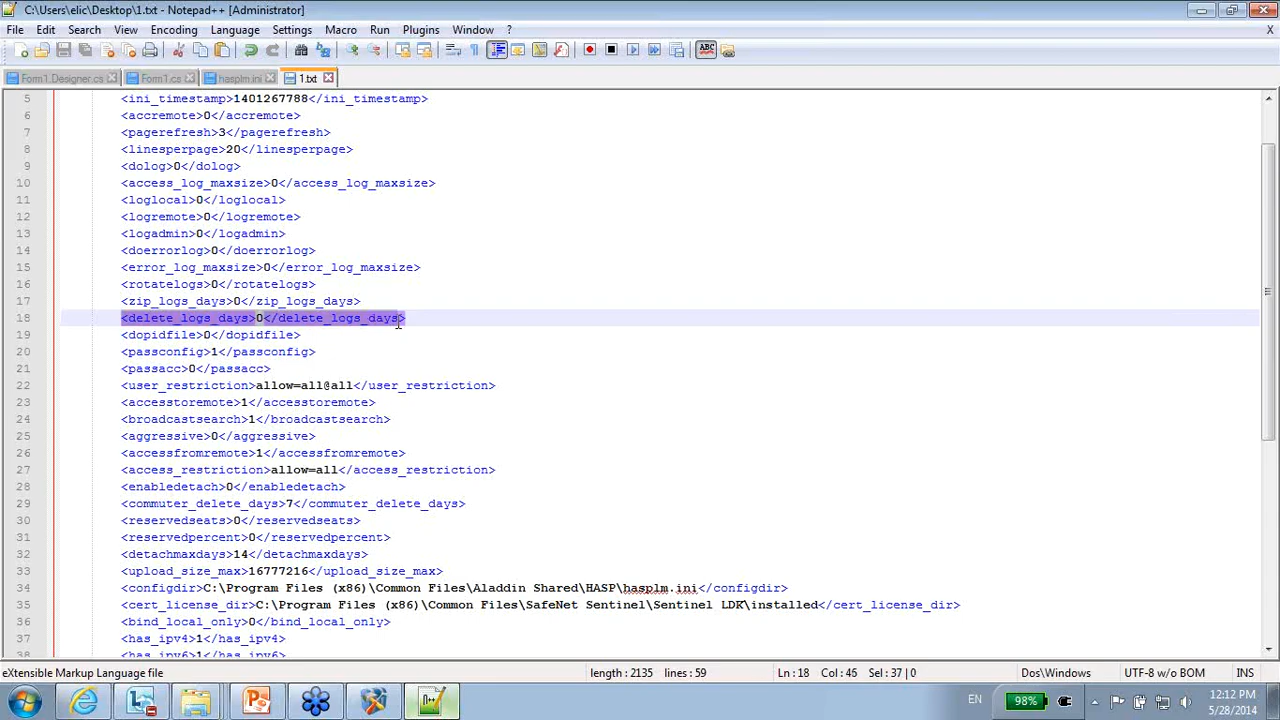 C:\Users\elic\Desktop\1.txt - Notepad++ [Administrator]
File Edit Search View Encoding Language Settings Macro Run Plugins Window ? X
Form1.Designer.cs Form1.cs hasplm.ini 1.txt
5 <ini_timestamp>1401267788</ini_timestamp>
6 <accremote>0</accremote>
7 <pagerefresh>3</pagerefresh>
8 <linesperpage>20</linesperpage>
9 <dolog>0</dolog>
10 <access_log_maxsize>0</access_log_maxsize>
11 <loglocal>0</loglocal>
12 <logremote>0</logremote>
13 <logadmin>0</logadmin>
14 <doerrorlog>0</doerrorlog>
15 <error_log_maxsize>0</error_log_maxsize>
16 <rotatelogs>0</rotatelogs>
17 <zip_logs_days>0</zip_logs_days>
18 <delete_logs_days>0</delete_logs_days>
19 <dopidfile>0</dopidfile>
20 <passconfig>1</passconfig>
21 <passacc>0</passacc>
22 <user_restriction>allow=all@all</user_restriction>
23 <accesstoremote>1</accesstoremote>
24 <broadcastsearch>1</broadcastsearch>
25 <aggressive>0</aggressive>
26 <accessfromremote>1</accessfromremote>
27 <access_restriction>allow=all</access_restriction>
28 <enabledetach>0</enabledetach>
29 <commuter_delete_days>7</commuter_delete_days>
30 <reservedseats>0</reservedseats>
31 <reservedpercent>0</reservedpercent>
32 <detachmaxdays>14</detachmaxdays>
33 <upload_size_max>16777216</upload_size_max>
34 <configdir>C:\Program Files (x86)\Common Files\Aladdin Shared\HASP\hasplm.ini</configdir>
35 <cert_license_dir>C:\Program Files (x86)\Common Files\SafeNet Sentinel\Sentinel LDK\installed</cert_license_dir>
36 <bind_local_only>0</bind_local_only>
37 <has_ipv4>1</has_ipv4>
38 <has_ipv6>1</has_ipv6>
eXtensible Markup Language file length : 2135 lines : 59 Ln : 18 Col : 45 Sel : 37 | 0 Dos\Windows UTF-8 w/o BOM INS
EN 98% 12:12 PM
5/28/2014